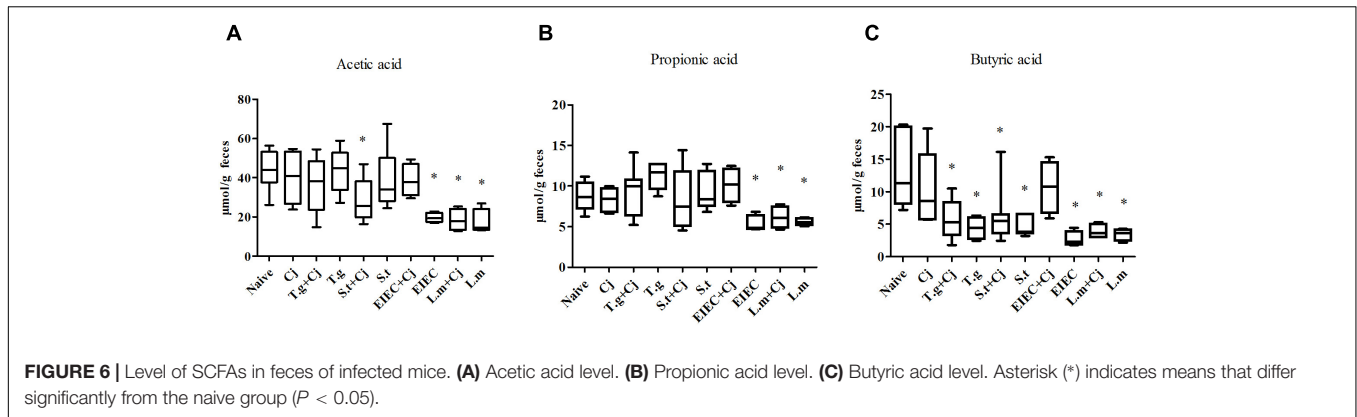 A
Acetic acid
µmol/g feces
80
60
40
20
0
*
*
*
*
Naive
Cj
T.g+Cj
T.g
S.t+Cj
S.t
EIEC+Cj
EIEC
L.m+Cj
L.m
B
Propionic acid
µmol/g feces
20
15
10
5
0
*
*
*
Naive
Cj
T.g+Cj
T.g
S.t+Cj
S.t
EIEC+Cj
EIEC
L.m+Cj
L.m
C
Butyric acid
µmol/g feces
25
20
15
10
5
0
*
*
*
*
*
*
*
Naive
Cj
T.g+Cj
T.g
S.t+Cj
S.t
EIEC+Cj
EIEC
L.m+Cj
L.m
FIGURE 6 | Level of SCFAs in feces of infected mice. (A) Acetic acid level. (B) Propionic acid level. (C) Butyric acid level. Asterisk (*) indicates means that differ
significantly from the naive group (P < 0.05).